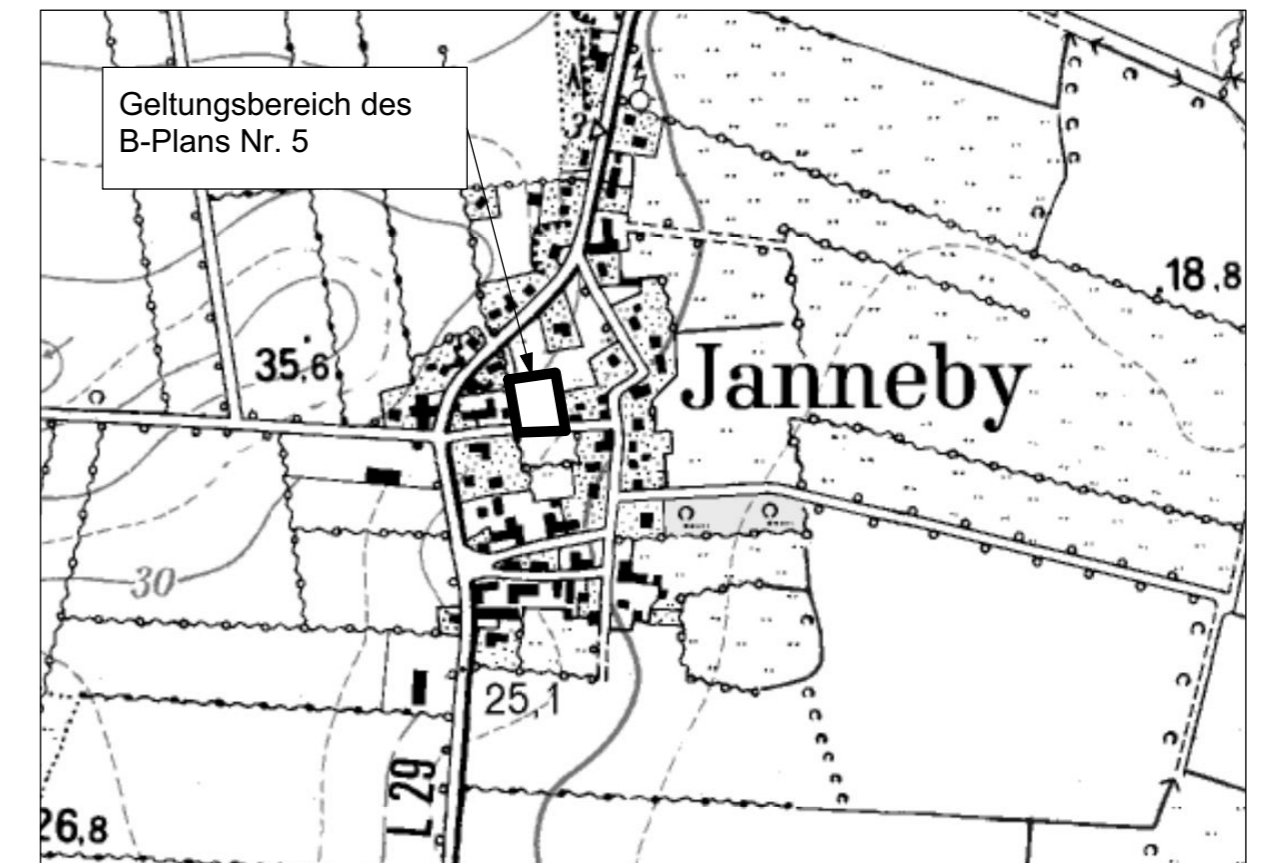 Geltungsbereich des
B-Plans Nr. 5
18,8
35,6
Janneby
30
25,1
L 29
26,8